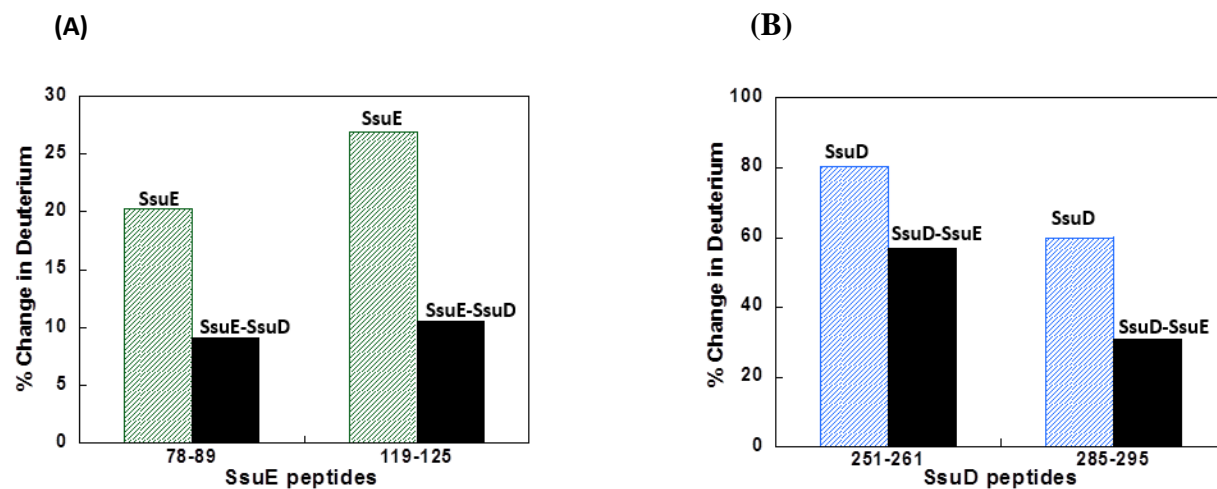 (A)
% Change in Deuterium
30
25
20
15
10
5
0
SsuE
SsuE-SsuD
SsuE
SsuE-SsuD
78-89
119-125
SsuE peptides
(B)
% Change in Deuterium
100
80
60
40
20
0
SsuD
SsuD-SsuE
SsuD
SsuD-SsuE
251-261
285-295
SsuD peptides